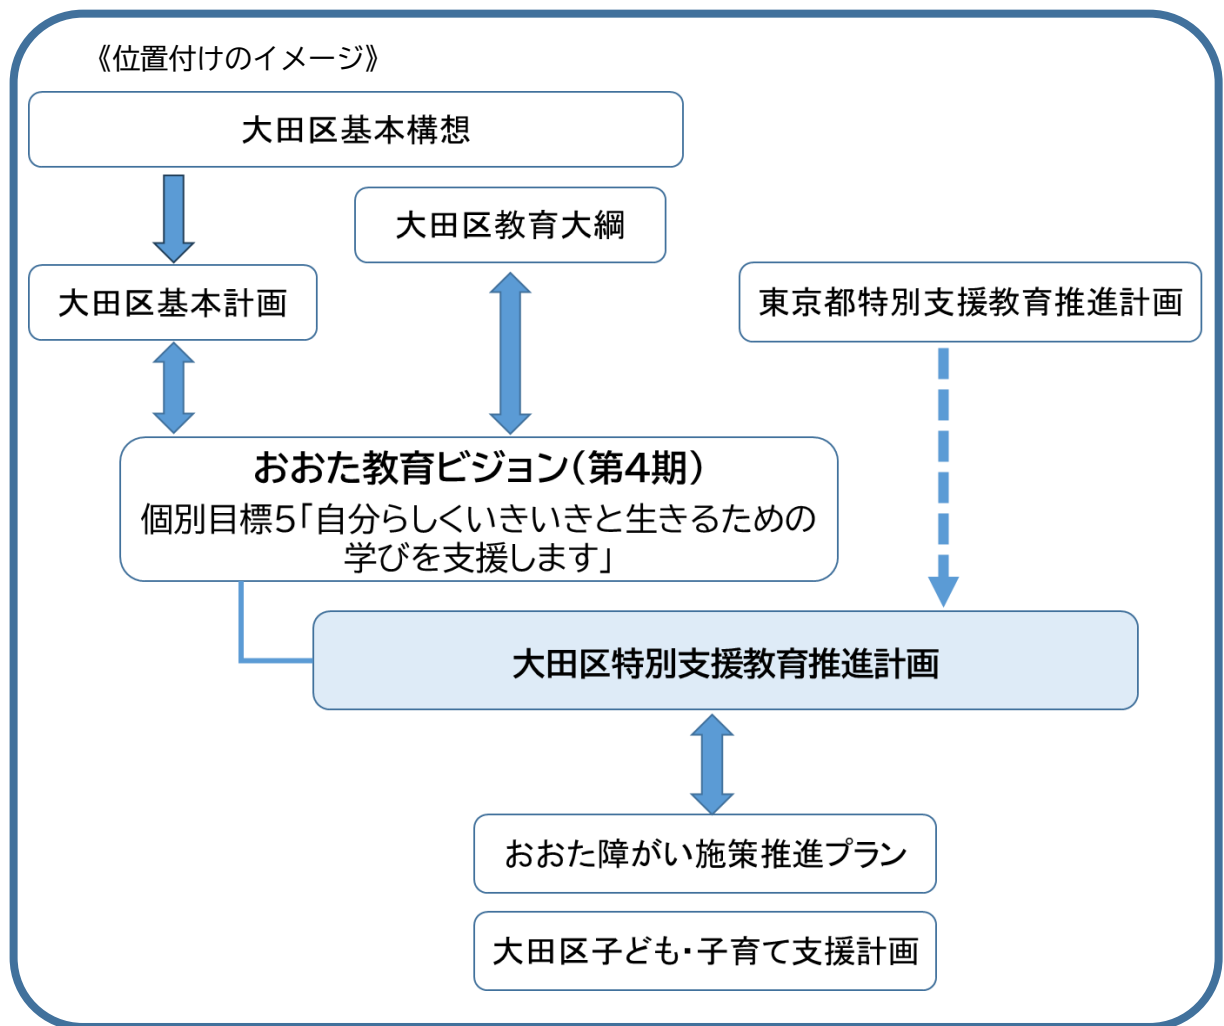 《位置付けのイメージ》
大田区基本構想
大田区教育大綱
大田区基本計画
東京都特別支援教育推進計画
おおた教育ビジョン(第4期)
個別目標5「自分らしくいきいきと生きるための
学びを支援します」
大田区特別支援教育推進計画
おおた障がい施策推進プラン
大田区子ども・子育て支援計画